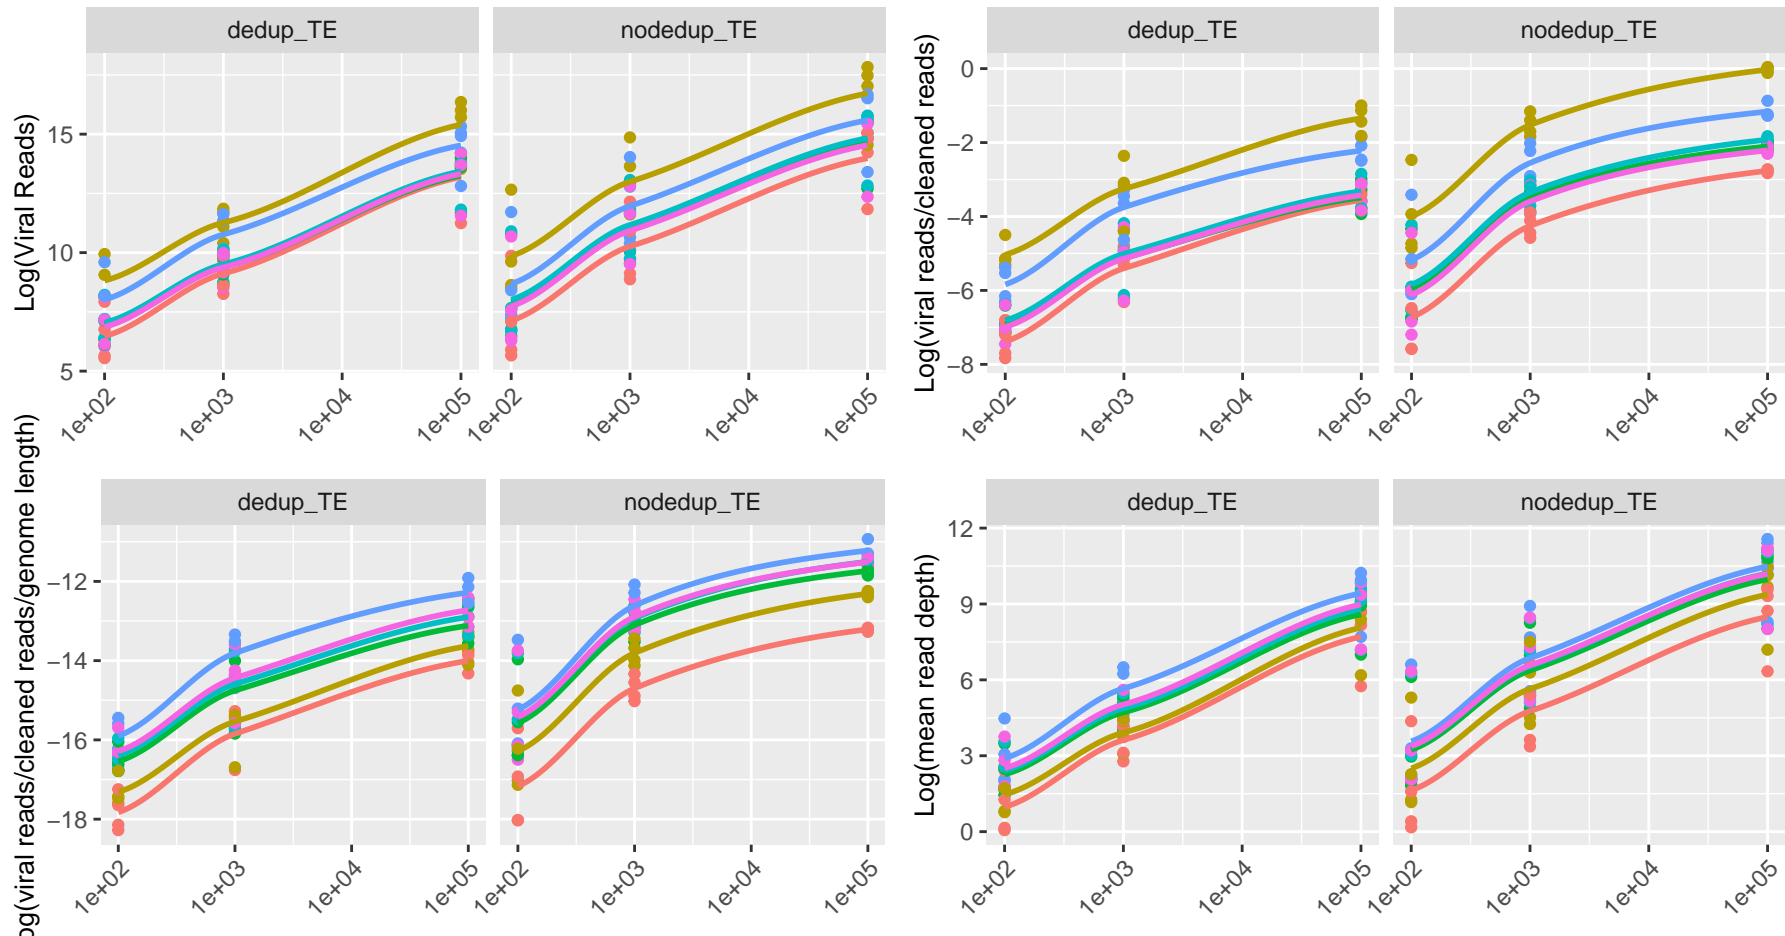 dedup_TE
nodedup_TE
Log(Viral Reads)
15
10
5
1e+02
1e+03
1e+04
1e+05
1e+02
1e+03
1e+04
1e+05
dedup_TE
nodedup_TE
Log(viral reads/cleaned reads)
0
−2
−4
−6
−8
1e+02
1e+03
1e+04
1e+05
1e+02
1e+03
1e+04
1e+05
dedup_TE
nodedup_TE
og(viral reads/cleaned reads/genome length)
−12
−14
−16
−18
1e+02
1e+03
1e+04
1e+05
1e+02
1e+03
1e+04
1e+05
dedup_TE
nodedup_TE
Log(mean read depth)
12
9
6
3
0
1e+02
1e+03
1e+04
1e+05
1e+02
1e+03
1e+04
1e+05